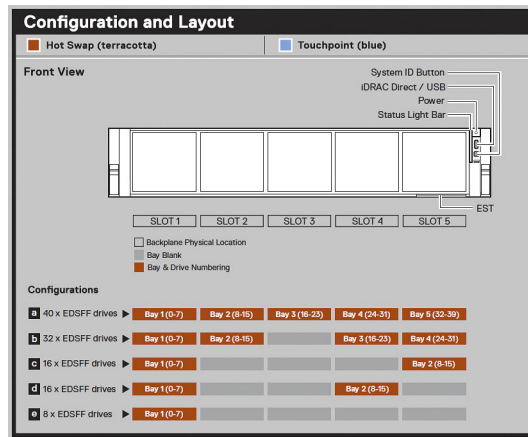 Configuration and Layout
Hot Swap (terracotta) Touchpoint (blue)
Front View
System ID Button
iDRAC Direct / USB
Power
Status Light Bar
EST
SLOT 1 SLOT 2 SLOT 3 SLOT 4 SLOT 5
Backplane Physical Location
Bay Blank
Bay & Drive Numbering
Configurations
a 40 x EDSFF drives Bay 1 (0-7) Bay 2 (8-15) Bay 3 (16-23) Bay 4 (24-31) Bay 5 (32-39)
b 32 x EDSFF drives Bay 1 (0-7) Bay 2 (8-15) Bay 3 (16-23) Bay 4 (24-31)
c 16 x EDSFF drives Bay 1 (0-7) Bay 2 (8-15)
d 16 x EDSFF drives Bay 1 (0-7) Bay 2 (8-15)
e 8 x EDSFF drives Bay 1 (0-7)